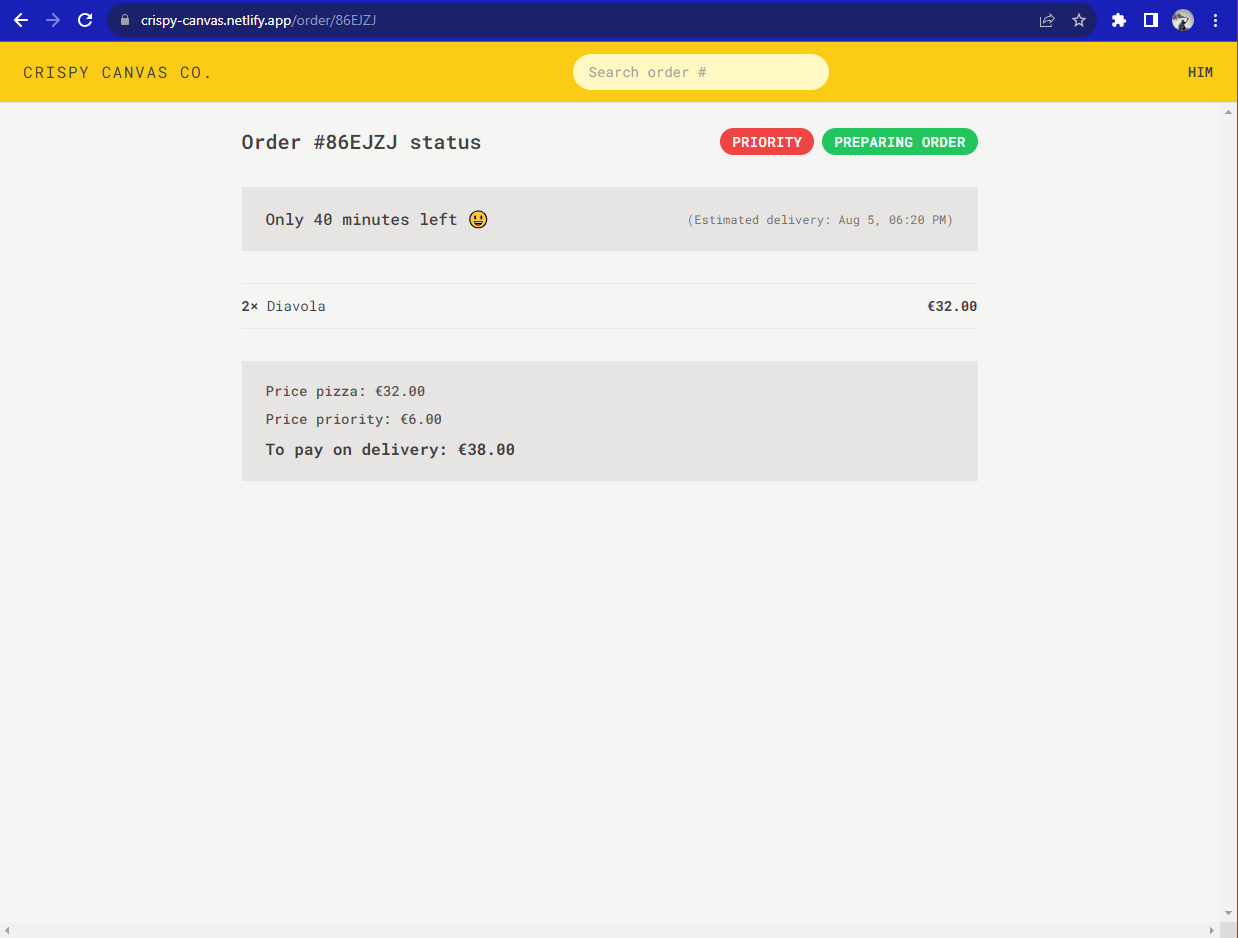 crispy-canvas.netlify.app/order/86EJZJ
CRISPY CANVAS CO.
Search order #
HIM
Order #86EJZJ status
PRIORITY
PREPARING ORDER
Only 40 minutes left 😀
(Estimated delivery: Aug 5, 06:20 PM)
2× Diavola
€32.00
Price pizza: €32.00
Price priority: €6.00
To pay on delivery: €38.00